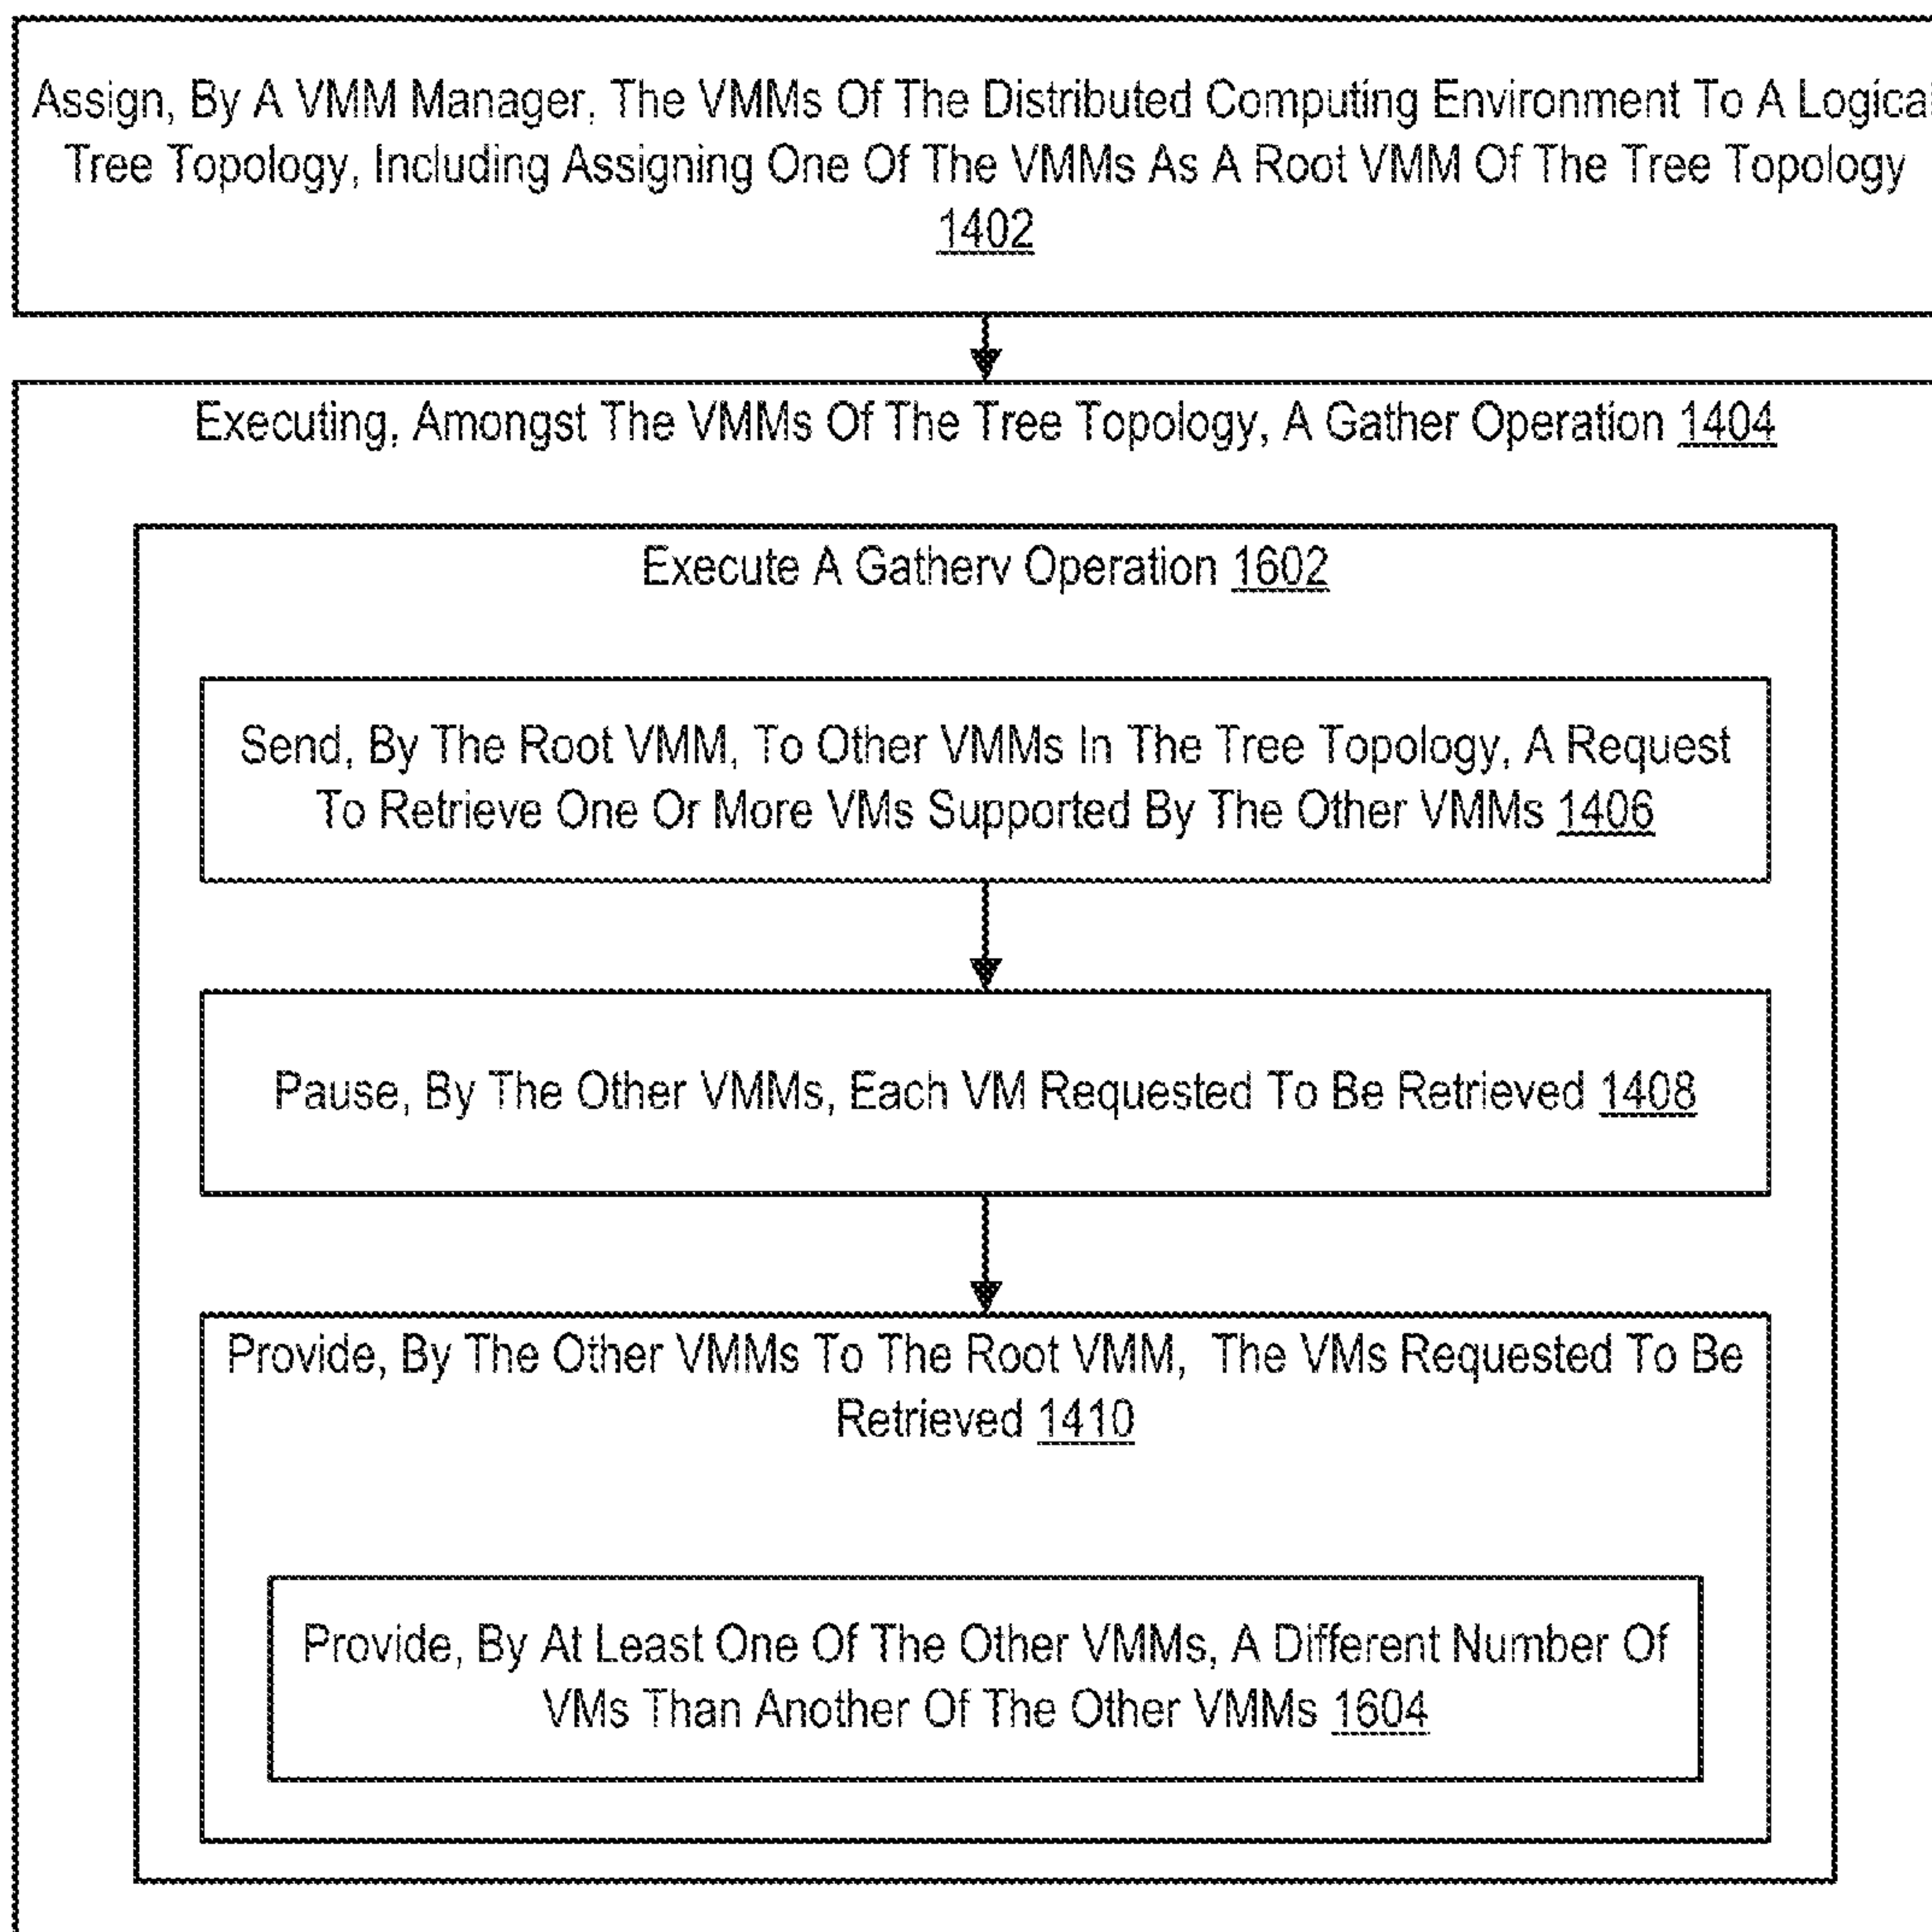 Assign, By A VMM Manager, The VMMs Of The Distributed Computing Environment To A Logical
Tree Topology, Including Assigning One Of The VMMs As A Root VMM Of The Tree Topology
1402
Executing, Amongst The VMMs Of The Tree Topology, A Gather Operation 1404
Execute A Gatherv Operation 1602
Send, By The Root VMM, To Other VMMs In The Tree Topology, A Request
To Retrieve One Or More VMs Supported By The Other VMMs 1406
Pause, By The Other VMMs, Each VM Requested To Be Retrieved 1408
Provide, By The Other VMMs To The Root VMM, The VMs Requested To Be
Retrieved 1410
Provide, By At Least One Of The Other VMMs, A Different Number Of
VMs Than Another Of The Other VMMs 1604